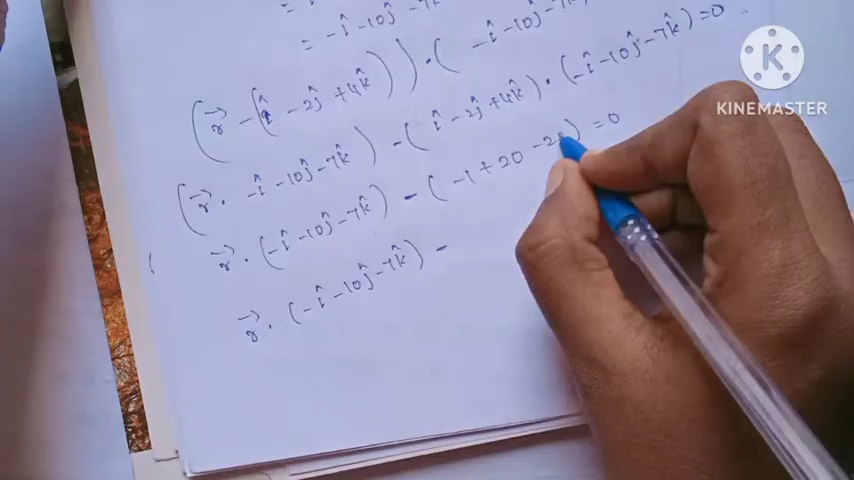 =
= -î -10ĵ -7k̂
-î -10ĵ -7k̂
(r⃗ - (î - 2ĵ + 4k̂)) · (-î -10ĵ -7k̂) = 0
(r⃗ · -î -10ĵ -7k̂) - (î - 2ĵ + 4k̂) · (-î -10ĵ -7k̂) = 0
r⃗ · (-î -10ĵ -7k̂) - (-1 + 20 - 28) = 0
r⃗ · (-î -10ĵ -7k̂) -
KINEMASTER